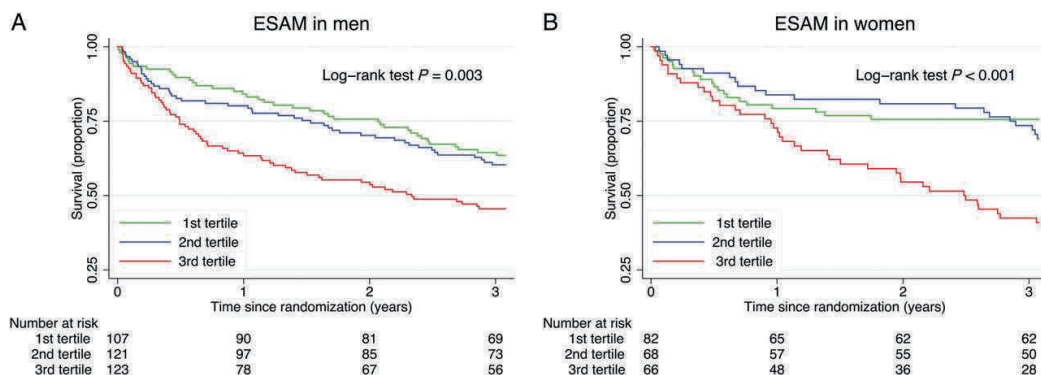 A
ESAM in men
Log-rank test P = 0.003
Survival (proportion)
1.00
0.75
0.50
0.25
1st tertile
2nd tertile
3rd tertile
0 1 2 3
Time since randomization (years)
Number at risk
1st tertile 107 90 81 69
2nd tertile 121 97 85 73
3rd tertile 123 78 67 56
B
ESAM in women
Log-rank test P < 0.001
Survival (proportion)
1.00
0.75
0.50
0.25
1st tertile
2nd tertile
3rd tertile
0 1 2 3
Time since randomization (years)
Number at risk
1st tertile 82 65 62 62
2nd tertile 68 57 55 50
3rd tertile 66 48 36 28